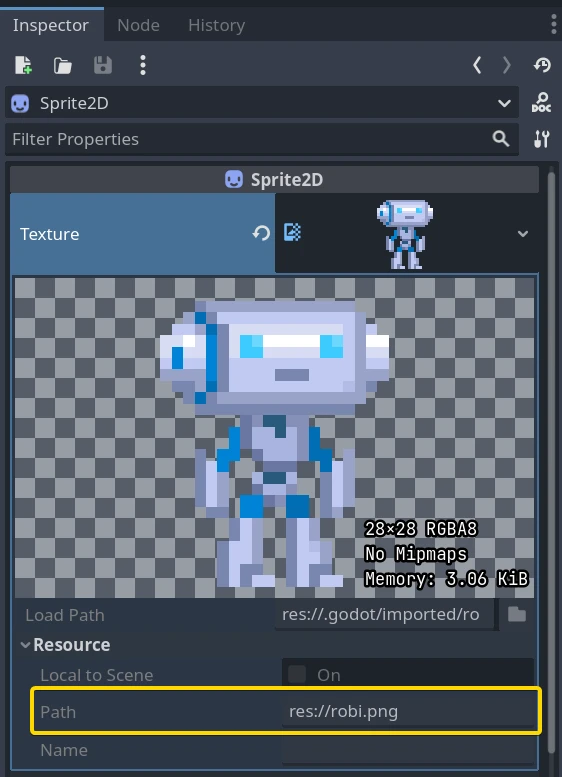 Inspector Node History
Sprite2D DOC
Filter Properties
Sprite2D
Texture
28×28 RGBA8
No Mipmaps
Memory: 3.06 KiB
Load Path res://.godot/imported/ro
Resource
Local to Scene On
Path res://robi.png
Name